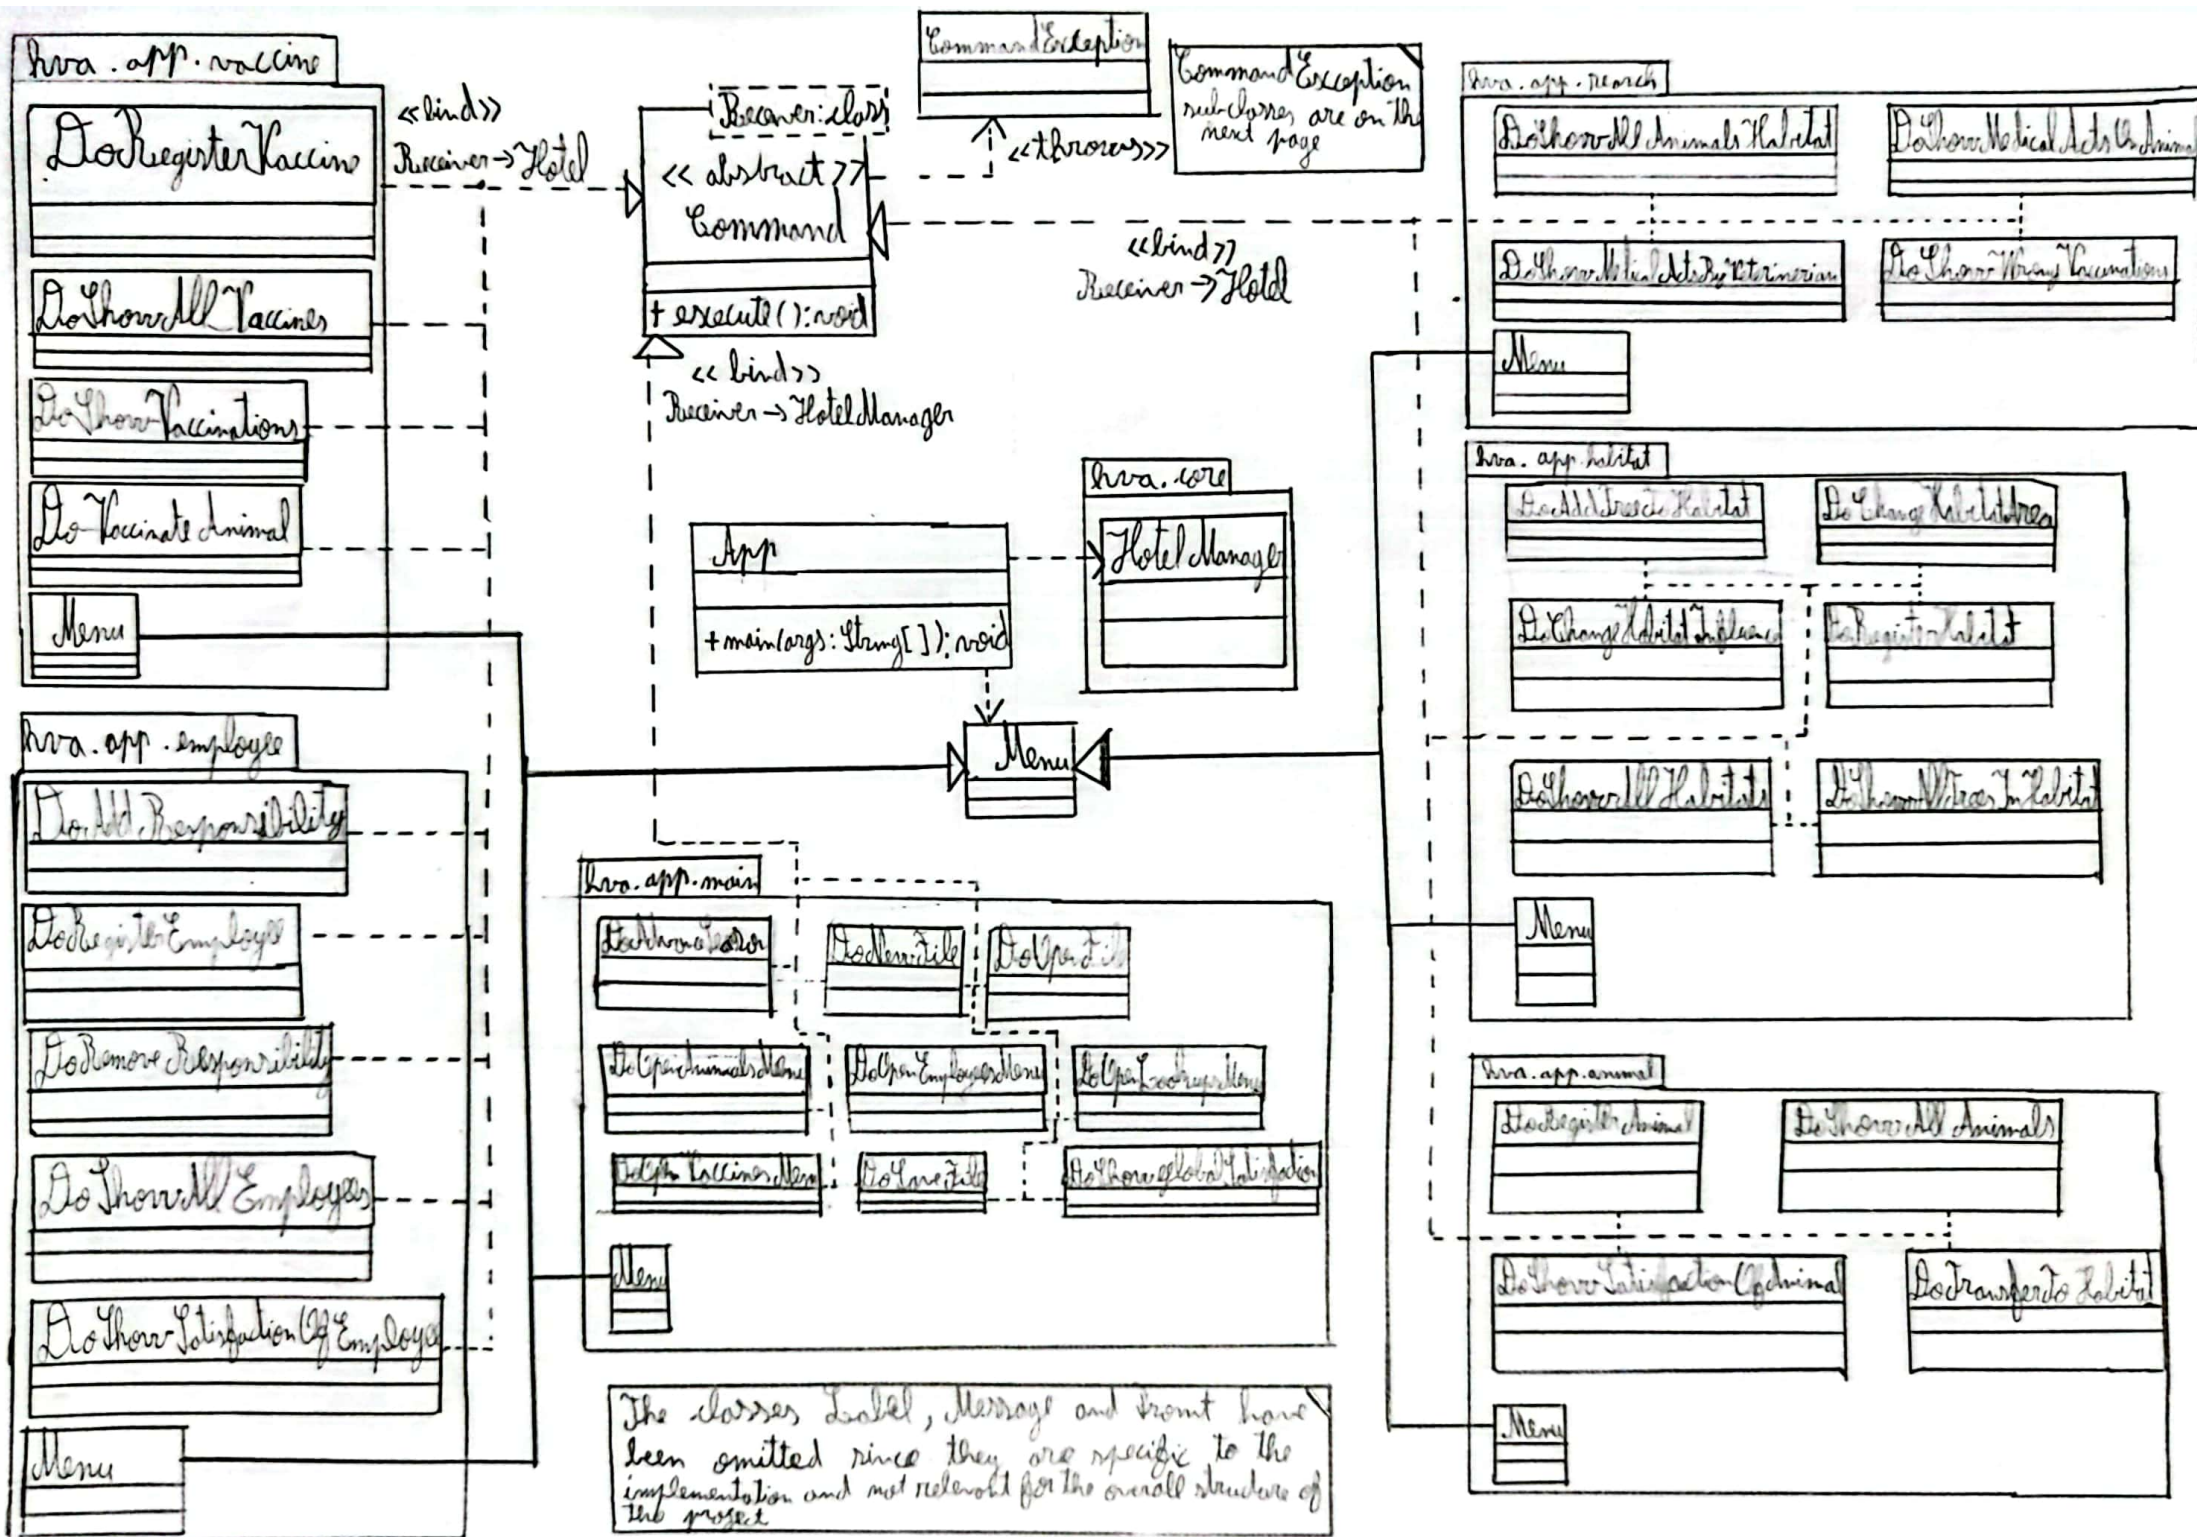 hva.app.vaccine
DoRegisterVaccine
DoShowAllVaccines
DoShowVaccinations
DoVaccinateAnimal
Menu
<<bind>>
Receiver->Hotel
Receiver:class
<<abstract>>
Command
+ execute():void
CommandException
<<throws>>
CommandException
subclasses are on the
next page
<<bind>>
Receiver->Hotel
<<bind>>
Receiver->HotelManager
hva.app.search
DoShowAllAnimalsHabitat
DoShowMedicalActsOnAnimal
DoShowMedicalActsByVeterinerian
DoShowWrongVaccinations
Menu
hva.core
HotelManager
App
+ main(args: String[]): void
Menu
hva.app.habitat
DoAddTreeToHabitat
DoChangeHabitatArea
DoChangeHabitatInfluence
DoRegisterHabitat
DoShowAllHabitats
DoShowAllTreesInHabitat
Menu
hva.app.employee
DoAddResponsibility
DoRegisterEmployee
DoRemoveResponsibility
DoShowAllEmployees
DoShowSatisfactionOfEmployee
Menu
hva.app.main
DoNewFile
DoOpenFile
DoOpenAnimalsMenu
DoOpenEmployeesMenu
DoOpenLookupsMenu
DoOpenVaccinesMenu
DoSaveFile
DoShowGlobalSatisfaction
Menu
hva.app.animal
DoRegisterAnimal
DoShowAllAnimals
DoShowSatisfactionOfAnimal
DoTransferToHabitat
Menu
The classes Label, Message and Promt have
been omitted since they are specific to the
implementation and not relevant for the overall structure of
the project